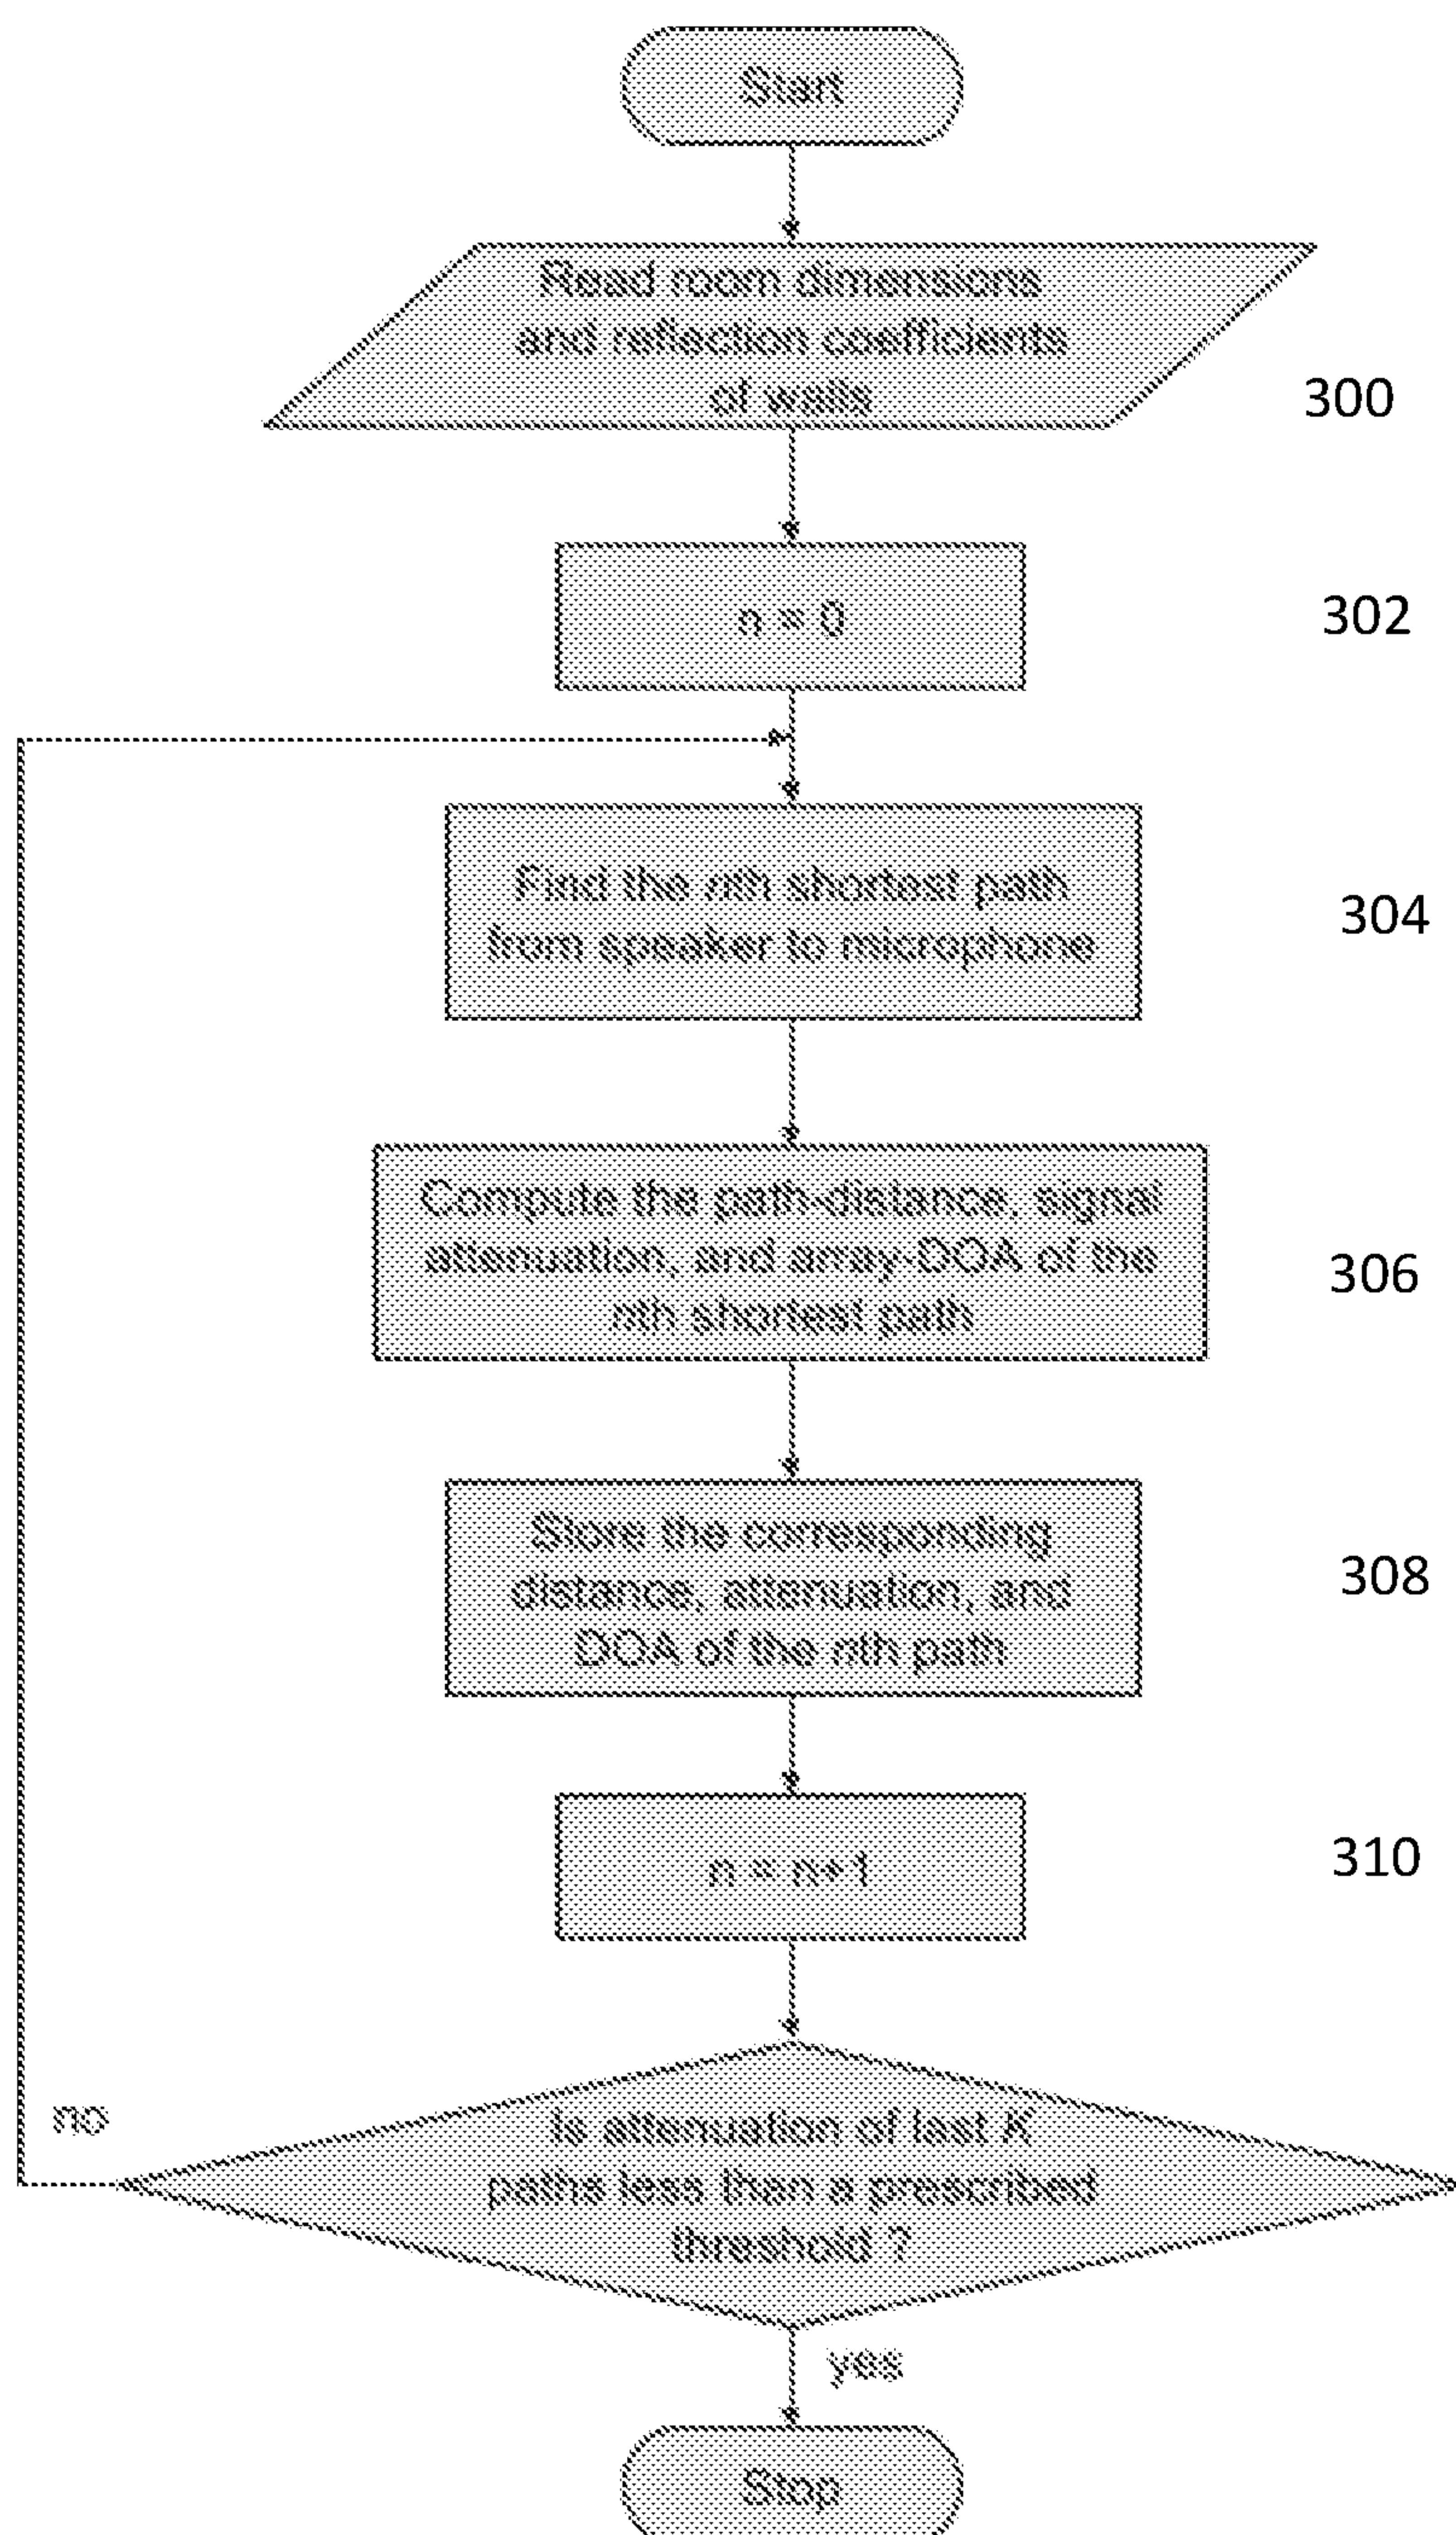 Start
Read room dimensions
and reflection coefficients
of walls
300
n = 0
302
Find the nth shortest path
from speaker to microphone
304
Compute the path-distance, signal
attenuation, and array-DOA of the
nth shortest path
306
Store the corresponding
distance, attenuation, and
DOA of the nth path
308
n = n+1
310
Is attenuation of last K
paths less than a prescribed
threshold ?
no
yes
Stop